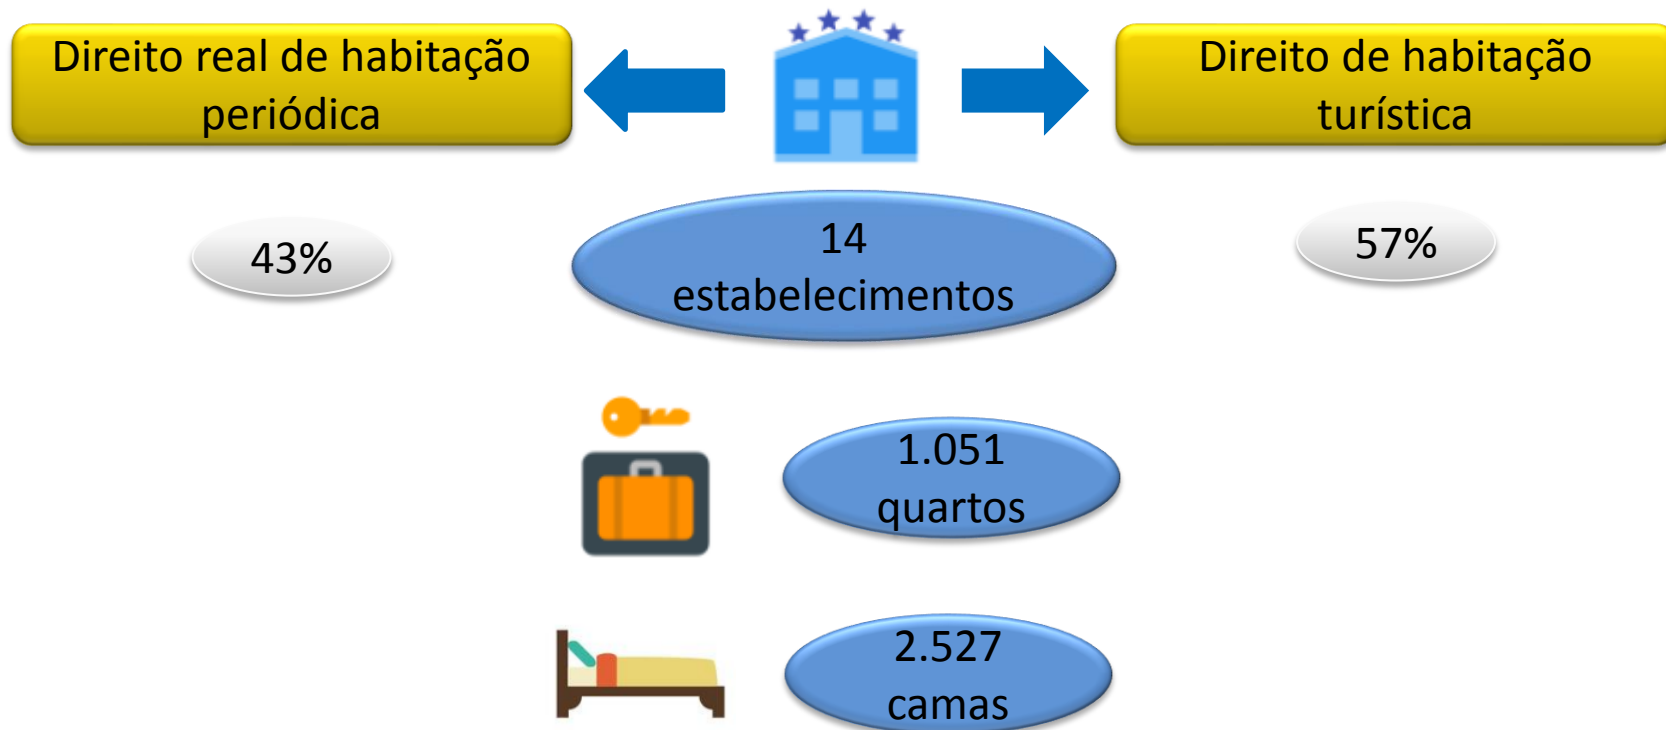 Direito real de habitação
periódica
Direito de habitação
turística
43%
14
estabelecimentos
57%
1.051
quartos
2.527
camas